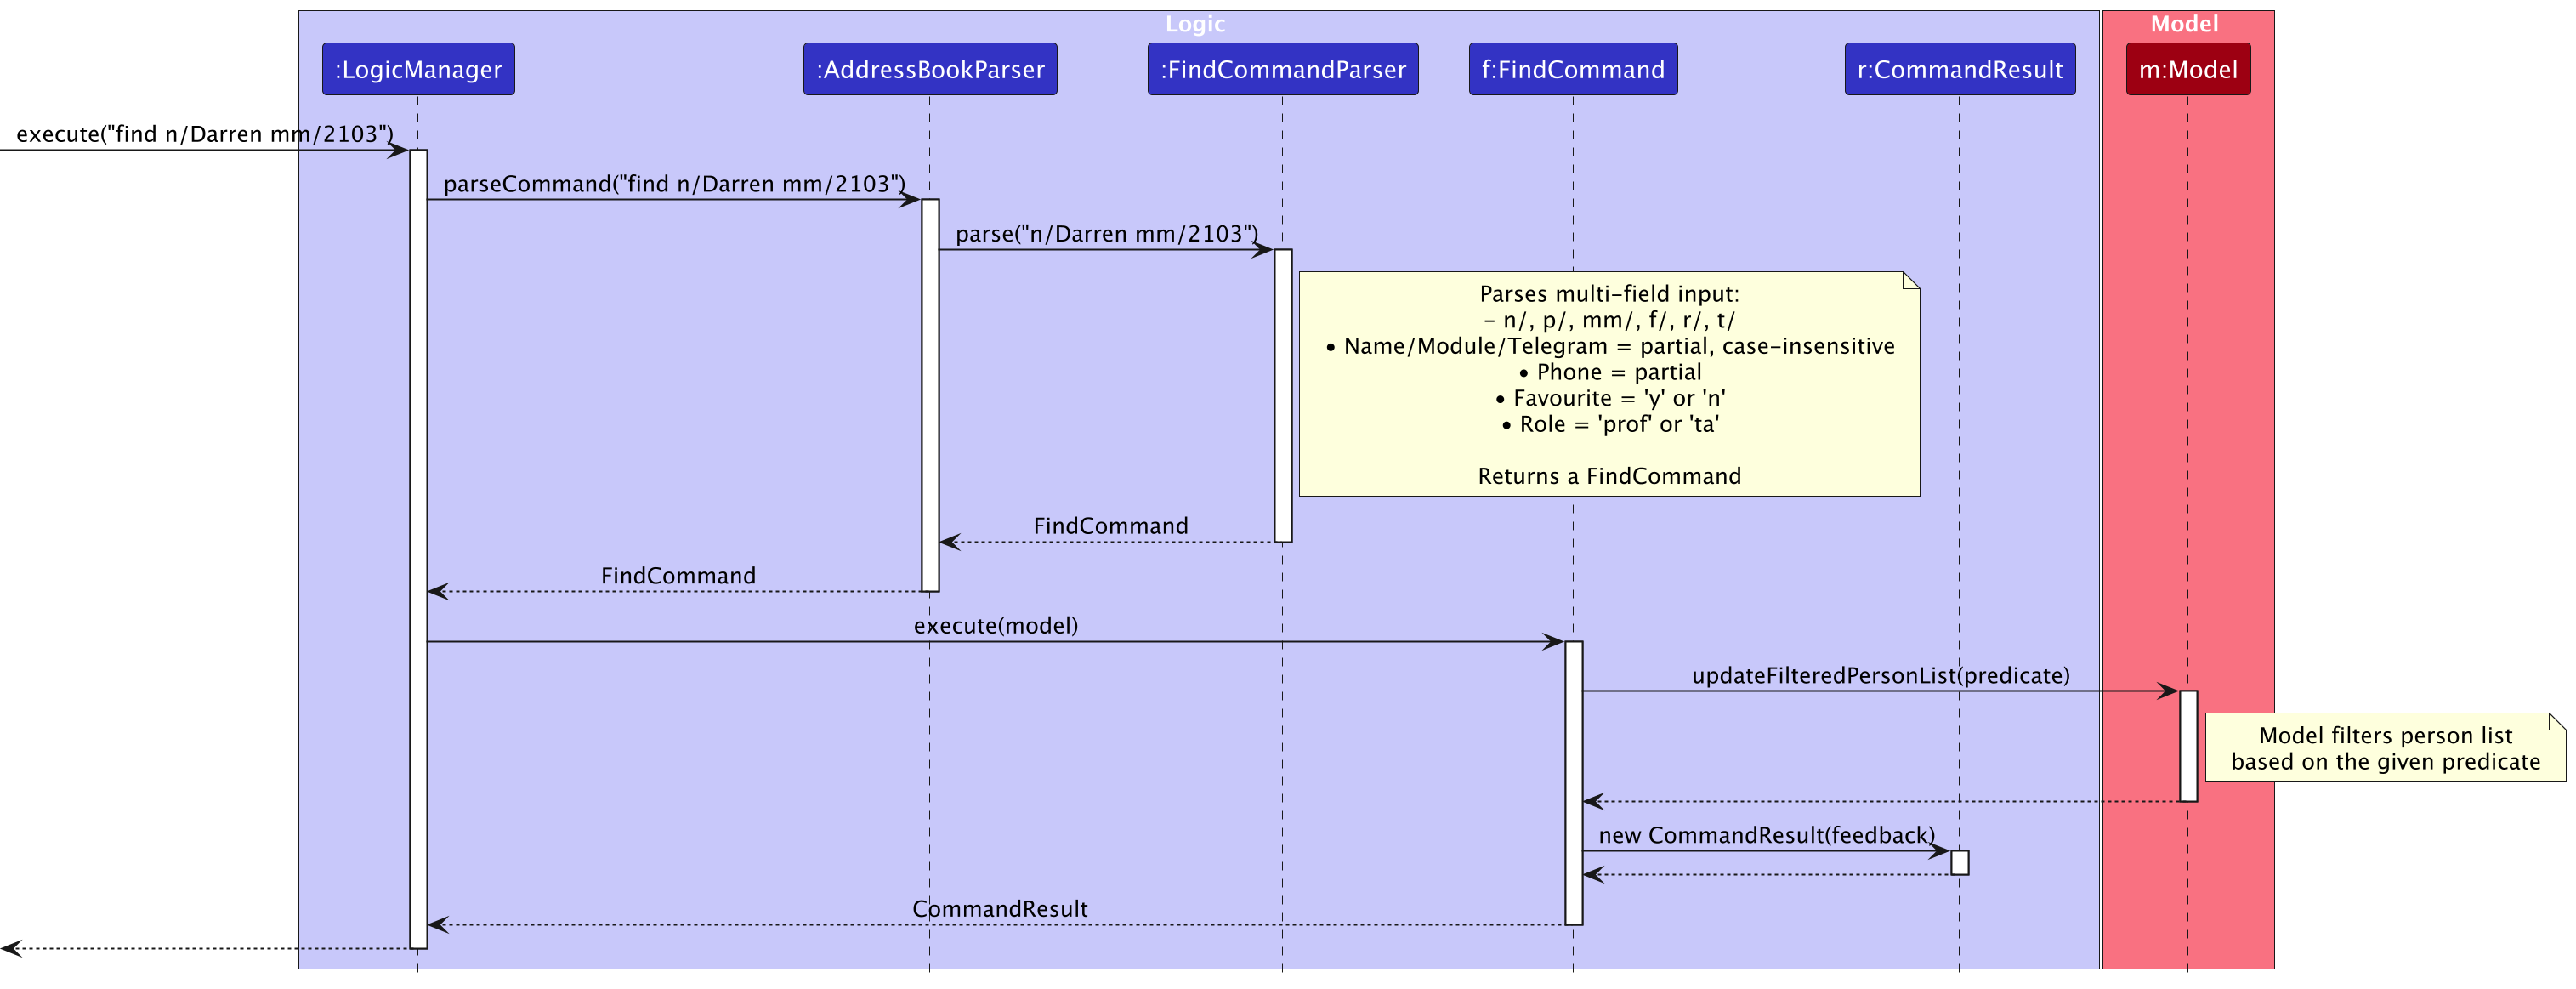 Logic
Model
:LogicManager
:AddressBookParser
:FindCommandParser
f:FindCommand
r:CommandResult
m:Model
execute("find n/Darren mm/2103")
parseCommand("find n/Darren mm/2103")
parse("n/Darren mm/2103")
Parses multi-field input:
- n/, p/, mm/, f/, r/, t/
• Name/Module/Telegram = partial, case-insensitive
• Phone = partial
• Favourite = 'y' or 'n'
• Role = 'prof' or 'ta'
Returns a FindCommand
FindCommand
FindCommand
execute(model)
updateFilteredPersonList(predicate)
Model filters person list
based on the given predicate
new CommandResult(feedback)
CommandResult